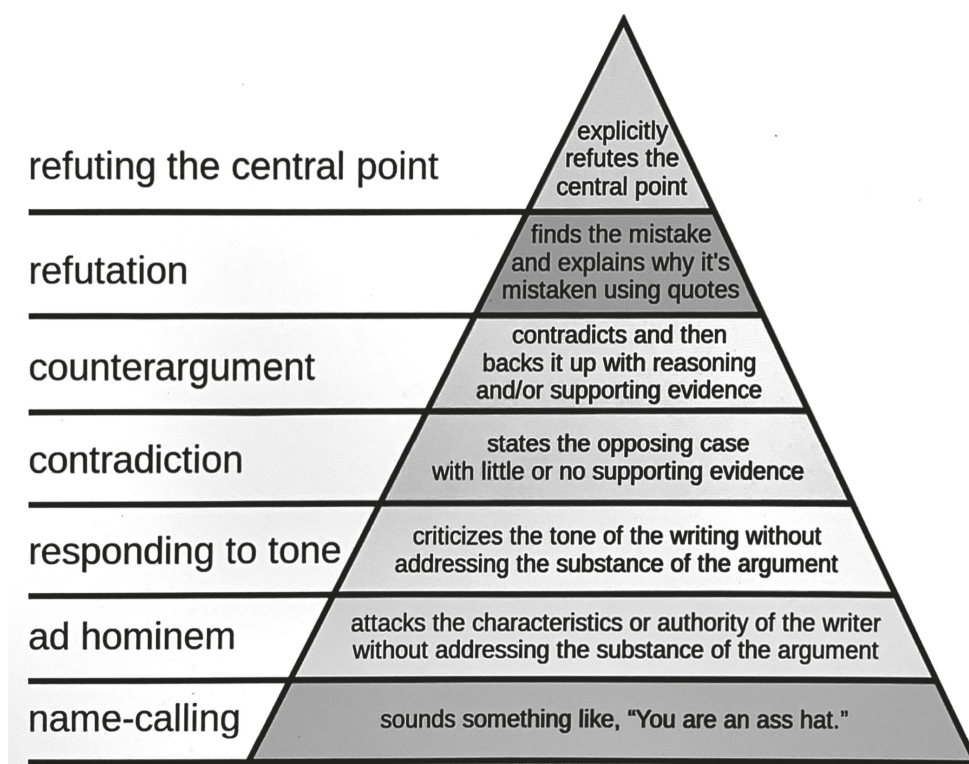 explicitly
refutes the
central point
refuting the central point
finds the mistake
and explains why it's
mistaken using quotes
refutation
contradicts and then
backs it up with reasoning
and/or supporting evidence
counterargument
states the opposing case
with little or no supporting evidence
contradiction
criticizes the tone of the writing without
addressing the substance of the argument
responding to tone
attacks the characteristics or authority of the writer
without addressing the substance of the argument
ad hominem
sounds something like, “You are an ass hat.”
name-calling